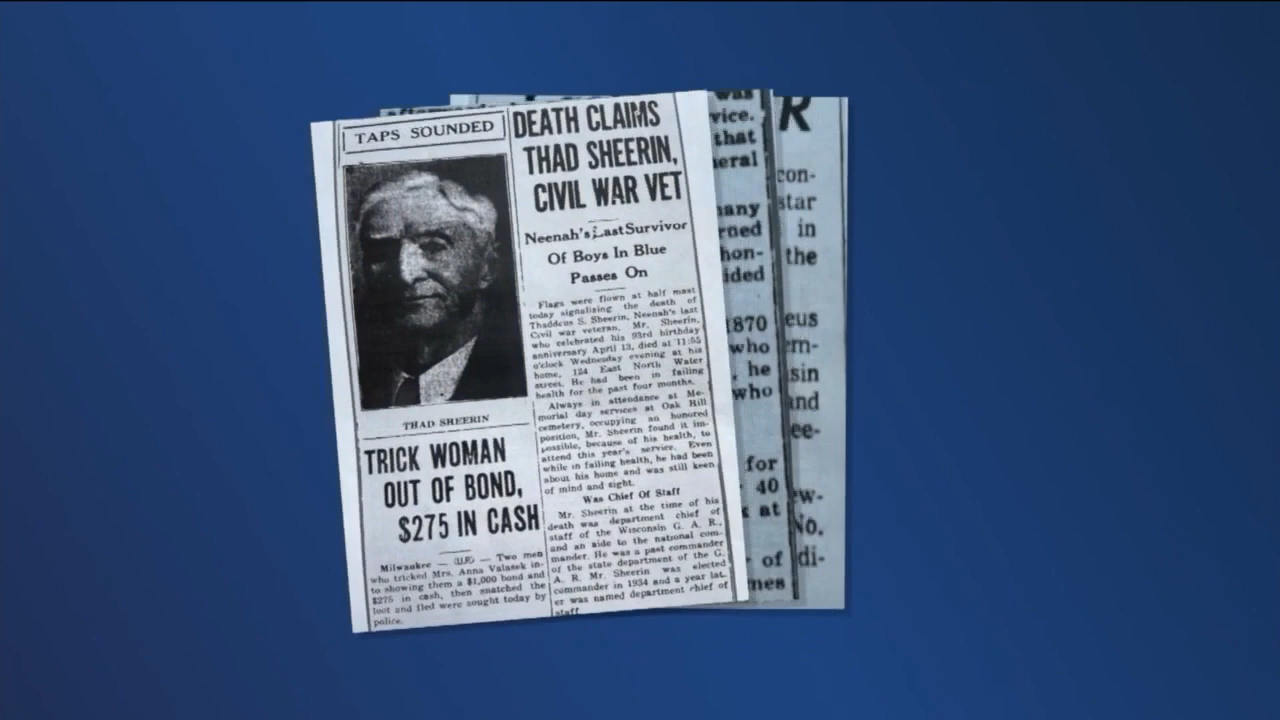 TAPS SOUNDED
THAD SHEERIN
TRICK WOMAN
OUT OF BOND,
$275 IN CASH
Milwaukee — (U.P.) — Two men
who tricked Mrs. Anna Valasek in-
to showing them a $1,000 bond and
$275 in cash, then snatched the
loot and fled were sought today by
police.
DEATH CLAIMS
THAD SHEERIN,
CIVIL WAR VET
Neenah's Last Survivor
Of Boys In Blue
Passes On
Flags were flown at half mast
today signalizing the death of
Thaddeus S. Sheerin, Neenah's last
Civil war veteran. Mr. Sheerin,
who celebrated his 93rd birthday
anniversary April 13, died at 11:55
o'clock Wednesday evening at his
home, 124 East North Water
street. He had been in failing
health for the past four months.
Always in attendance at Me-
morial day services at Oak Hill
cemetery, occupying an honored
position, Mr. Sheerin found it im-
possible, because of his health, to
attend this year's service. Even
while in failing health, he had been
about his home and was still keen
of mind and sight.
Was Chief Of Staff
Mr. Sheerin at the time of his
death was department chief of
staff of the Wisconsin G. A. R.,
and an aide to the national com-
mander. He was a past commander
of the state department of the G.
A. R. Mr. Sheerin was elected
commander in 1934 and a year lat-
er was named department chief of
staff
was
vice.
that
neral
many
rned
hon-
ided
1870
who
, he
who
for
40
at
of
nes
R
con-
star
in
the
eus
em-
sin
and
ee-
w-
No.
di-